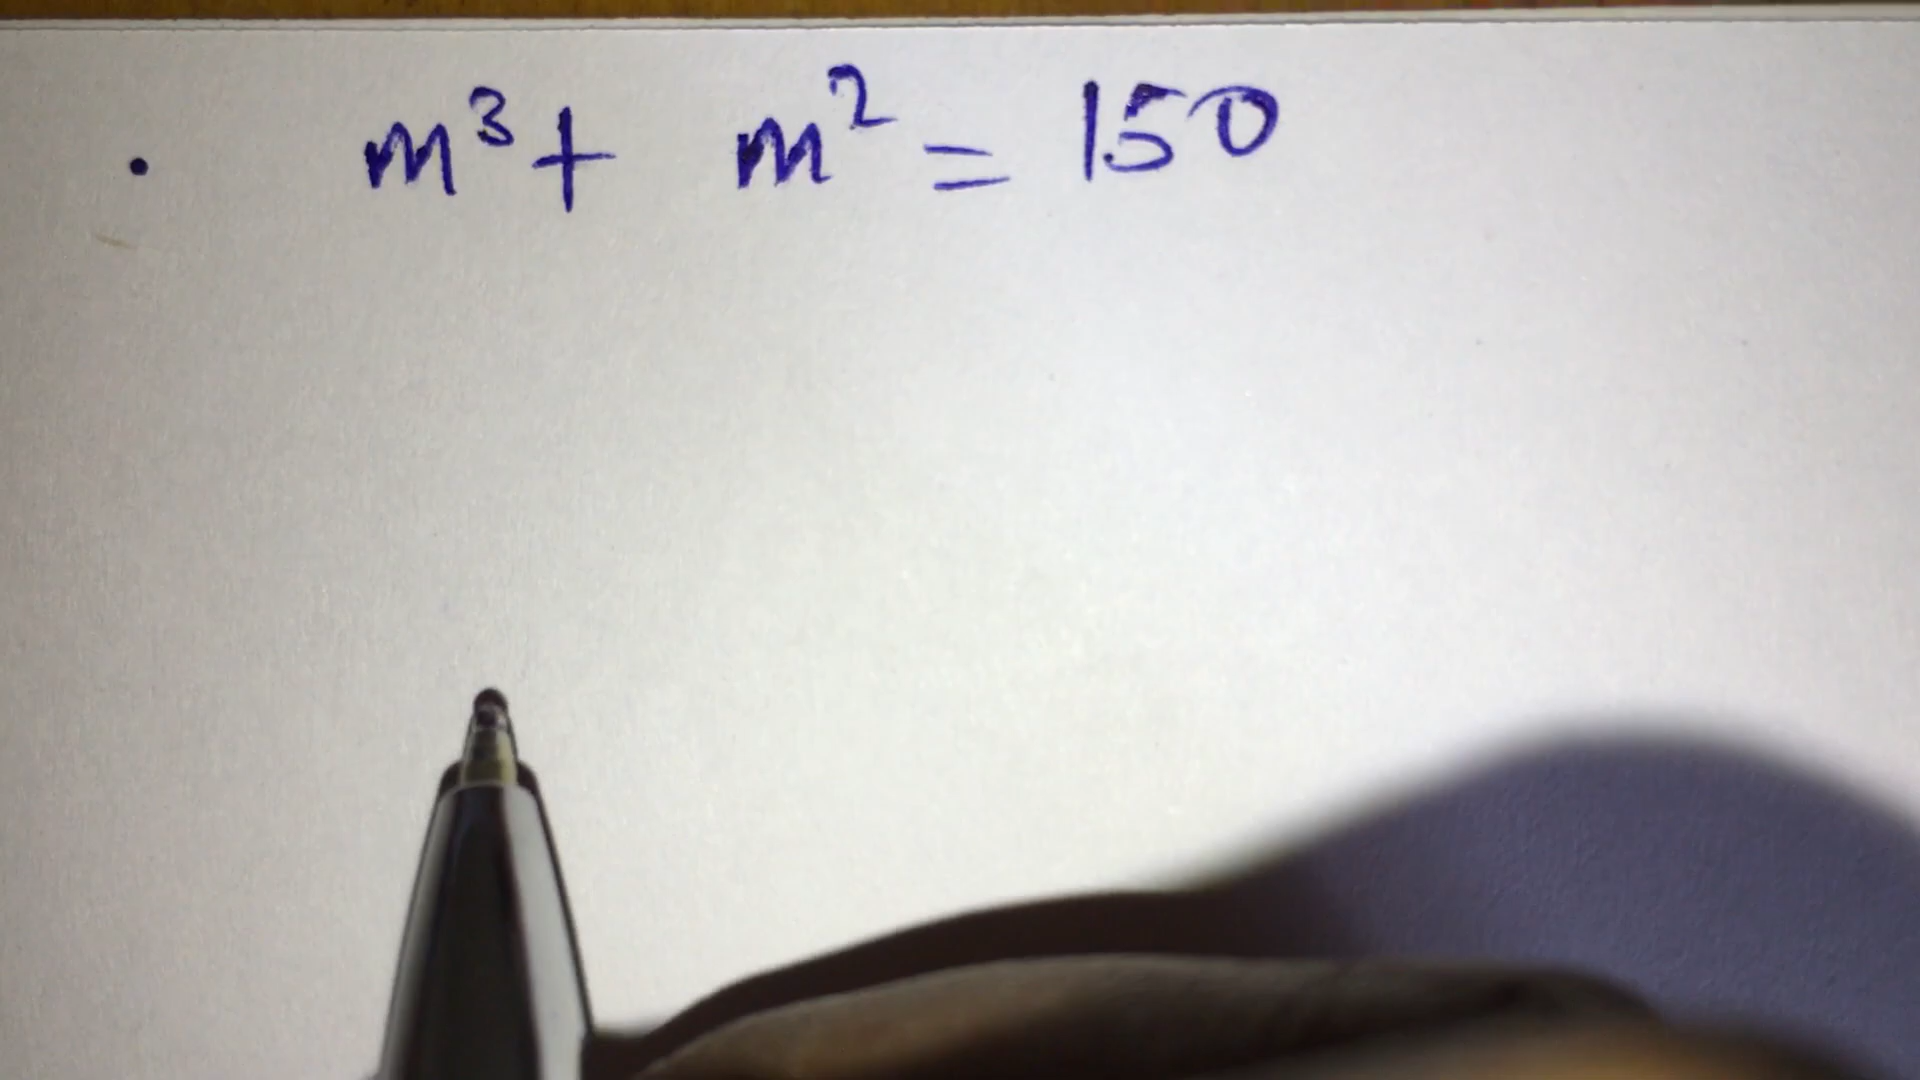 . m³ + m² = 150